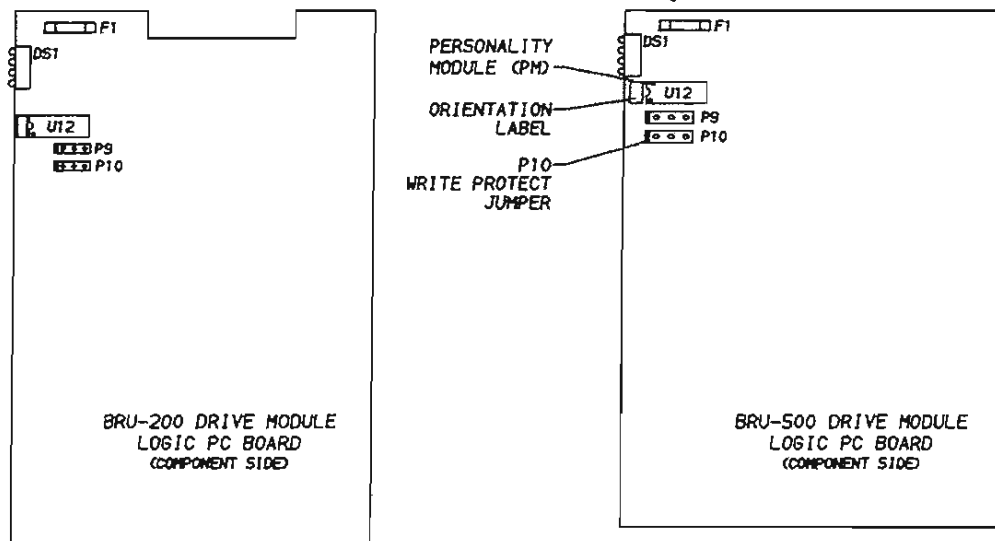 F1
DS1
U12
P9
P10
BRU-200 DRIVE MODULE
LOGIC PC BOARD
(COMPONENT SIDE)
PERSONALITY
MODULE (PM)
ORIENTATION
LABEL
P10
WRITE PROTECT
JUMPER
F1
DS1
U12
P9
P10
BRU-500 DRIVE MODULE
LOGIC PC BOARD
(COMPONENT SIDE)